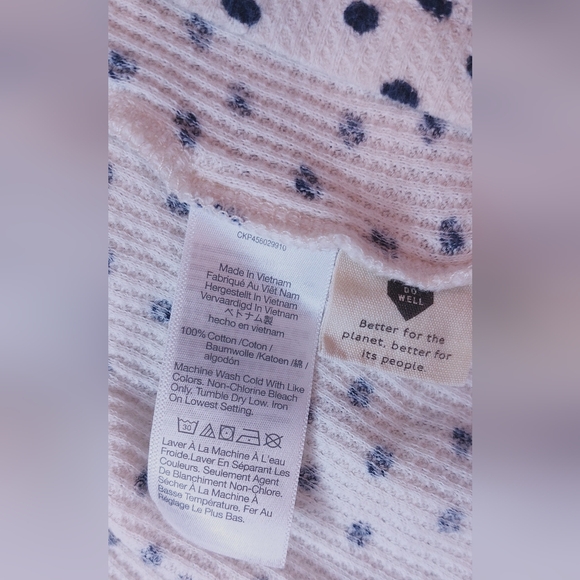 CKP456029910
Made In Vietnam
Fabriqué Au Viêt Nam
Hergestellt In Vietnam
Vervaardigd In Vietnam
ベトナム製
hecho en vietnam
100% Cotton /Coton /
Baumwolle /Katoen /綿 /
algodón
Machine Wash Cold With Like
Colors. Non-Chlorine Bleach
Only. Tumble Dry Low. Iron
On Lowest Setting.
30
Laver À La Machine À L'eau
Froide.Laver En Séparant Les
Couleurs. Seulement Agent
De Blanchiment Non-Chlore.
Sécher À La Machine À
Basse Température. Fer Au
Réglage Le Plus Bas.
DO
WELL
Better for the
planet, better for
its people.